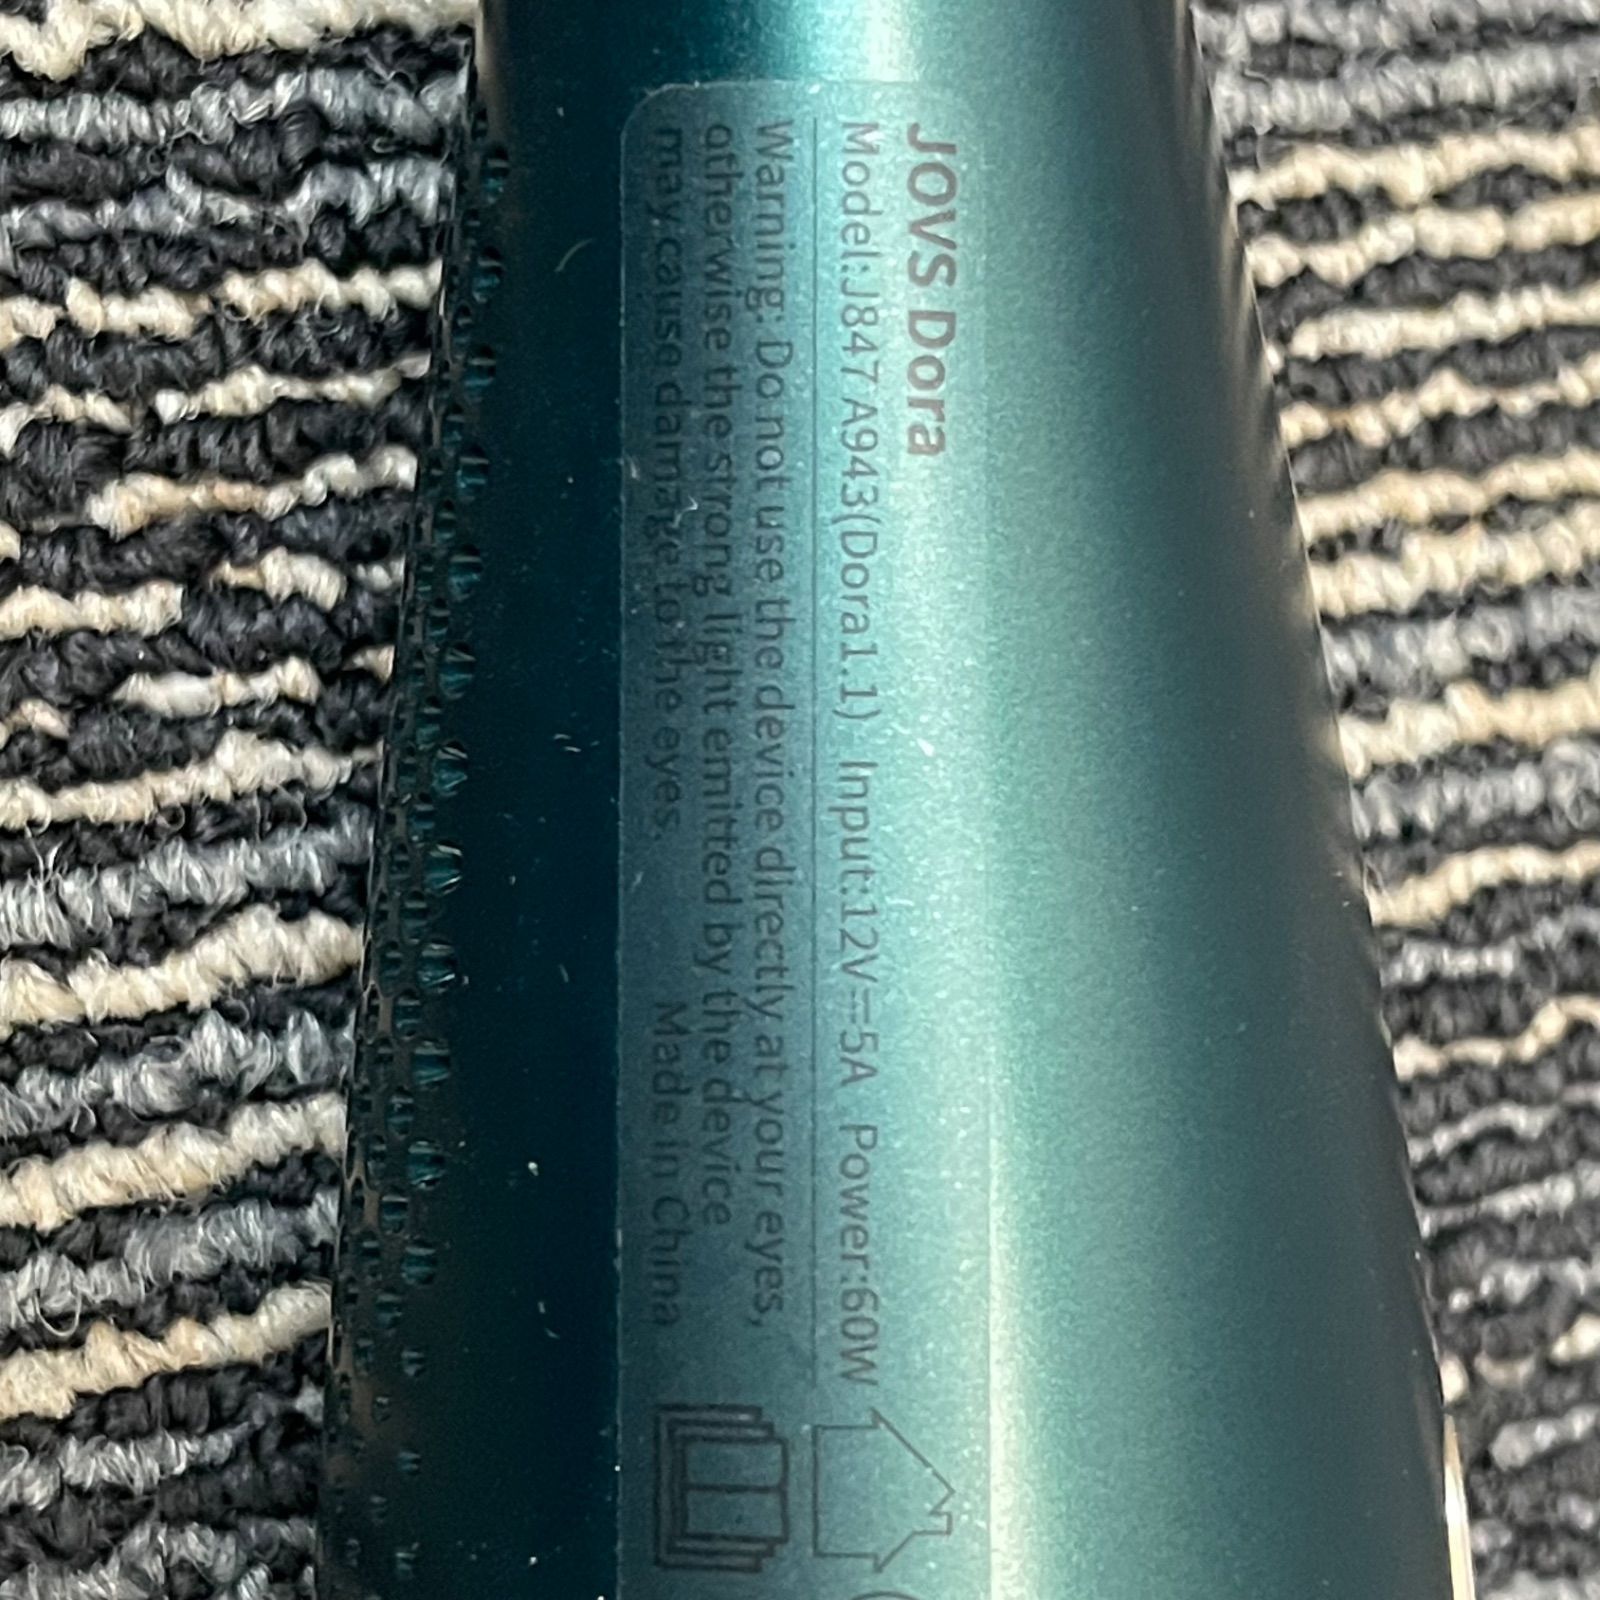 JOVS Dora
Model:J847 A943(Dora1.1) Input:12V⎓5A Power:60W
Warning: Do not use the device directly at your eyes,
otherwise the strong light emitted by the device
may cause damage to the eyes. Made in China